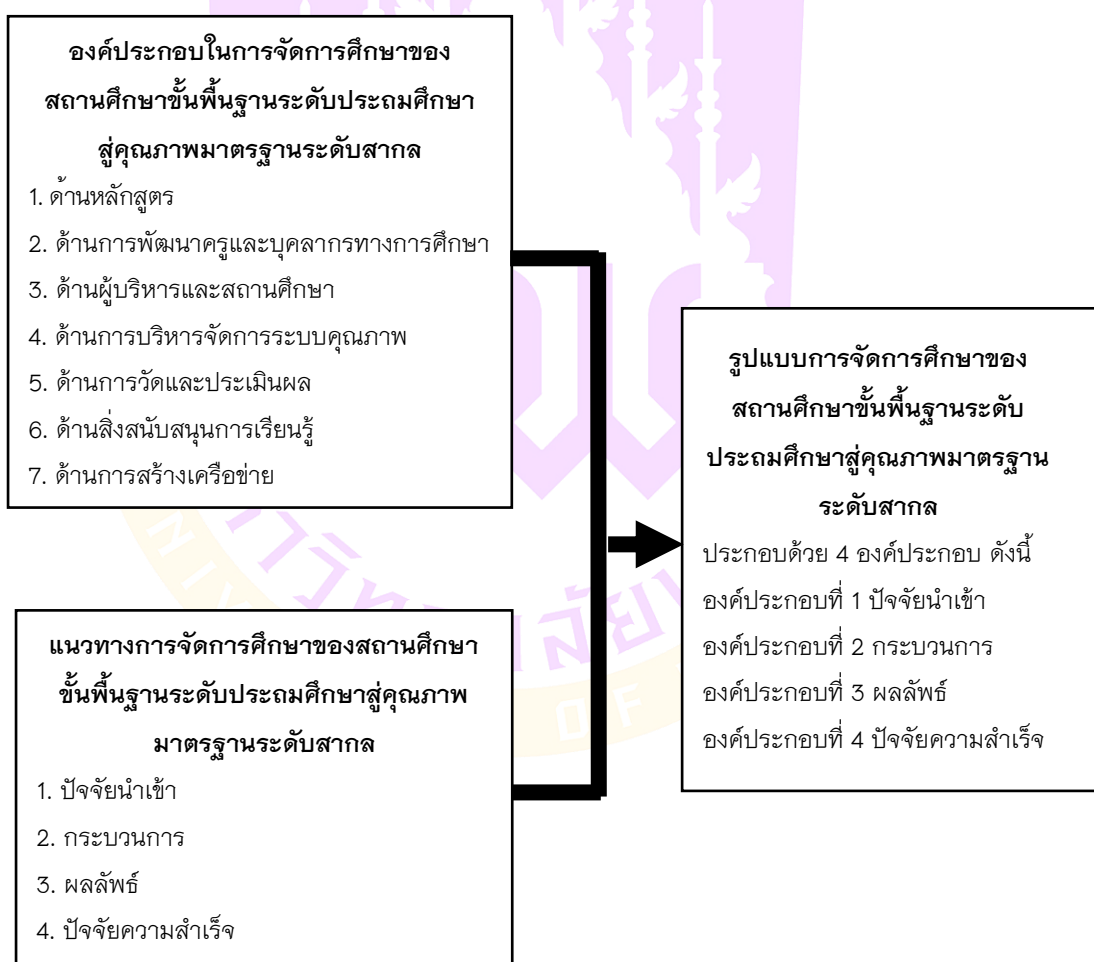 องค์ประกอบในการจัดการศึกษาของ
สถานศึกษาขั้นพื้นฐานระดับประถมศึกษา
สู่คุณภาพมาตรฐานระดับสากล
1. ด้านหลักสูตร
2. ด้านการพัฒนาครูและบุคลากรทางการศึกษา
3. ด้านผู้บริหารและสถานศึกษา
4. ด้านการบริหารจัดการระบบคุณภาพ
5. ด้านการวัดและประเมินผล
6. ด้านสิ่งสนับสนุนการเรียนรู้
7. ด้านการสร้างเครือข่าย
แนวทางการจัดการศึกษาของสถานศึกษา
ขั้นพื้นฐานระดับประถมศึกษาสู่คุณภาพ
มาตรฐานระดับสากล
1. ปัจจัยนำเข้า
2. กระบวนการ
3. ผลลัพธ์
4. ปัจจัยความสำเร็จ
รูปแบบการจัดการศึกษาของ
สถานศึกษาขั้นพื้นฐานระดับ
ประถมศึกษาสู่คุณภาพมาตรฐาน
ระดับสากล
ประกอบด้วย 4 องค์ประกอบ ดังนี้
องค์ประกอบที่ 1 ปัจจัยนำเข้า
องค์ประกอบที่ 2 กระบวนการ
องค์ประกอบที่ 3 ผลลัพธ์
องค์ประกอบที่ 4 ปัจจัยความสำเร็จ
OF